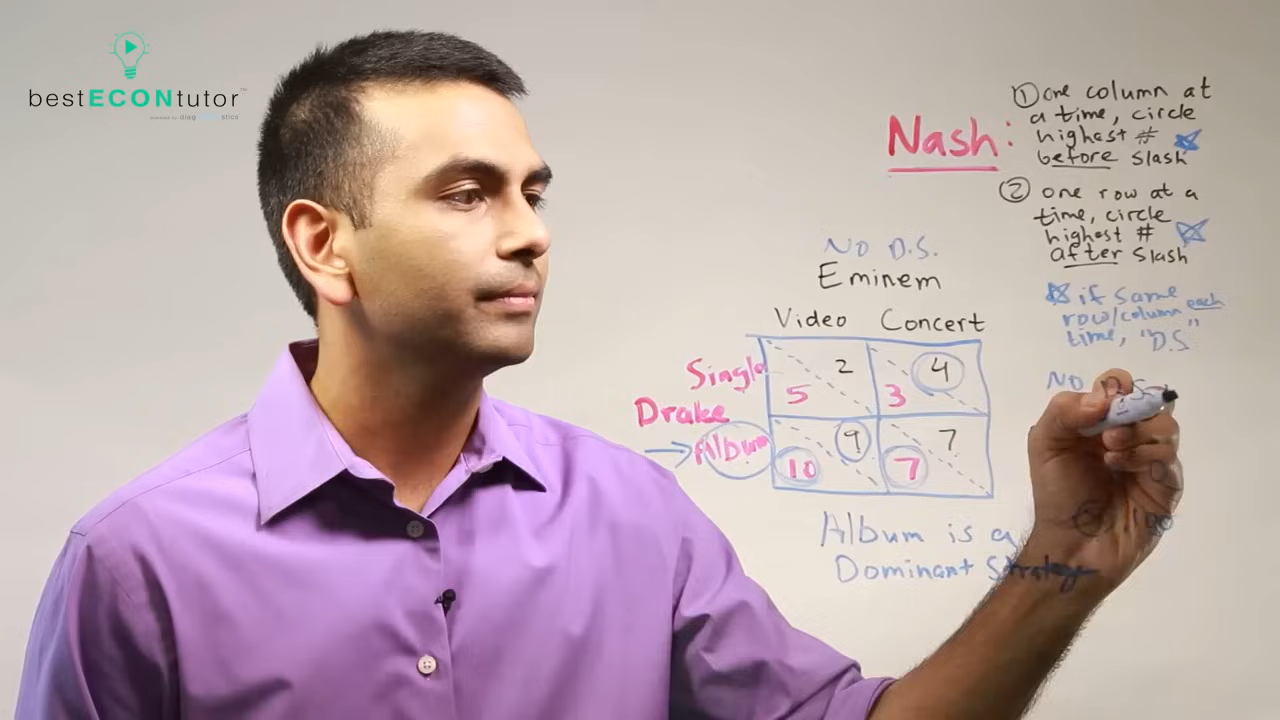 bestECONtutor
Nash:
① one column at
a time, circle
highest #
before slash
② one row at a
time, circle
highest #
after slash
if same
row/column each
time, "D.S"
NO D.S.
Eminem
Video Concert
Single 5 2 3 4
Drake
→ Album 10 9 7 7
Album is a
Dominant Strategy
NO